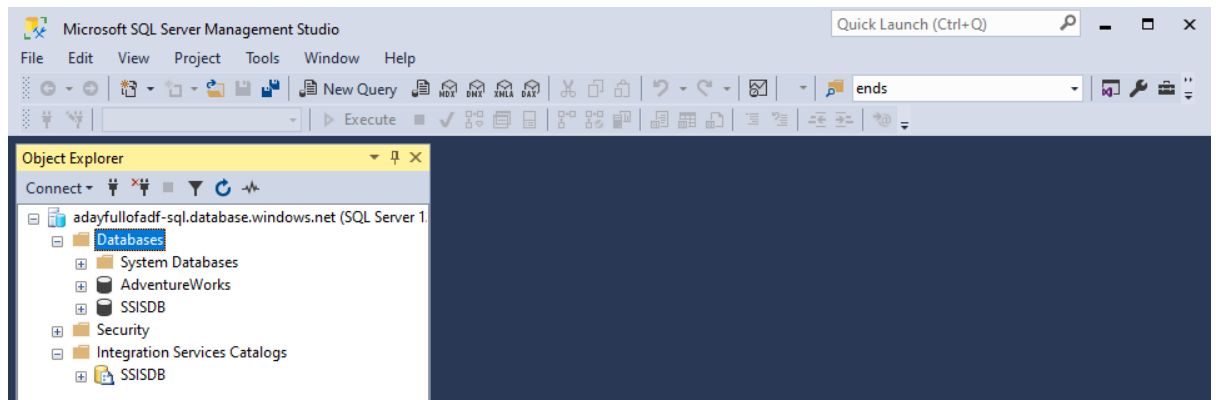 Microsoft SQL Server Management Studio
Quick Launch (Ctrl+Q)
File Edit View Project Tools Window Help
New Query MDX DMX XMLA DAX ends
Execute
Object Explorer
Connect
adayfullofadf-sql.database.windows.net (SQL Server 1.
Databases
System Databases
AdventureWorks
SSISDB
Security
Integration Services Catalogs
SSISDB